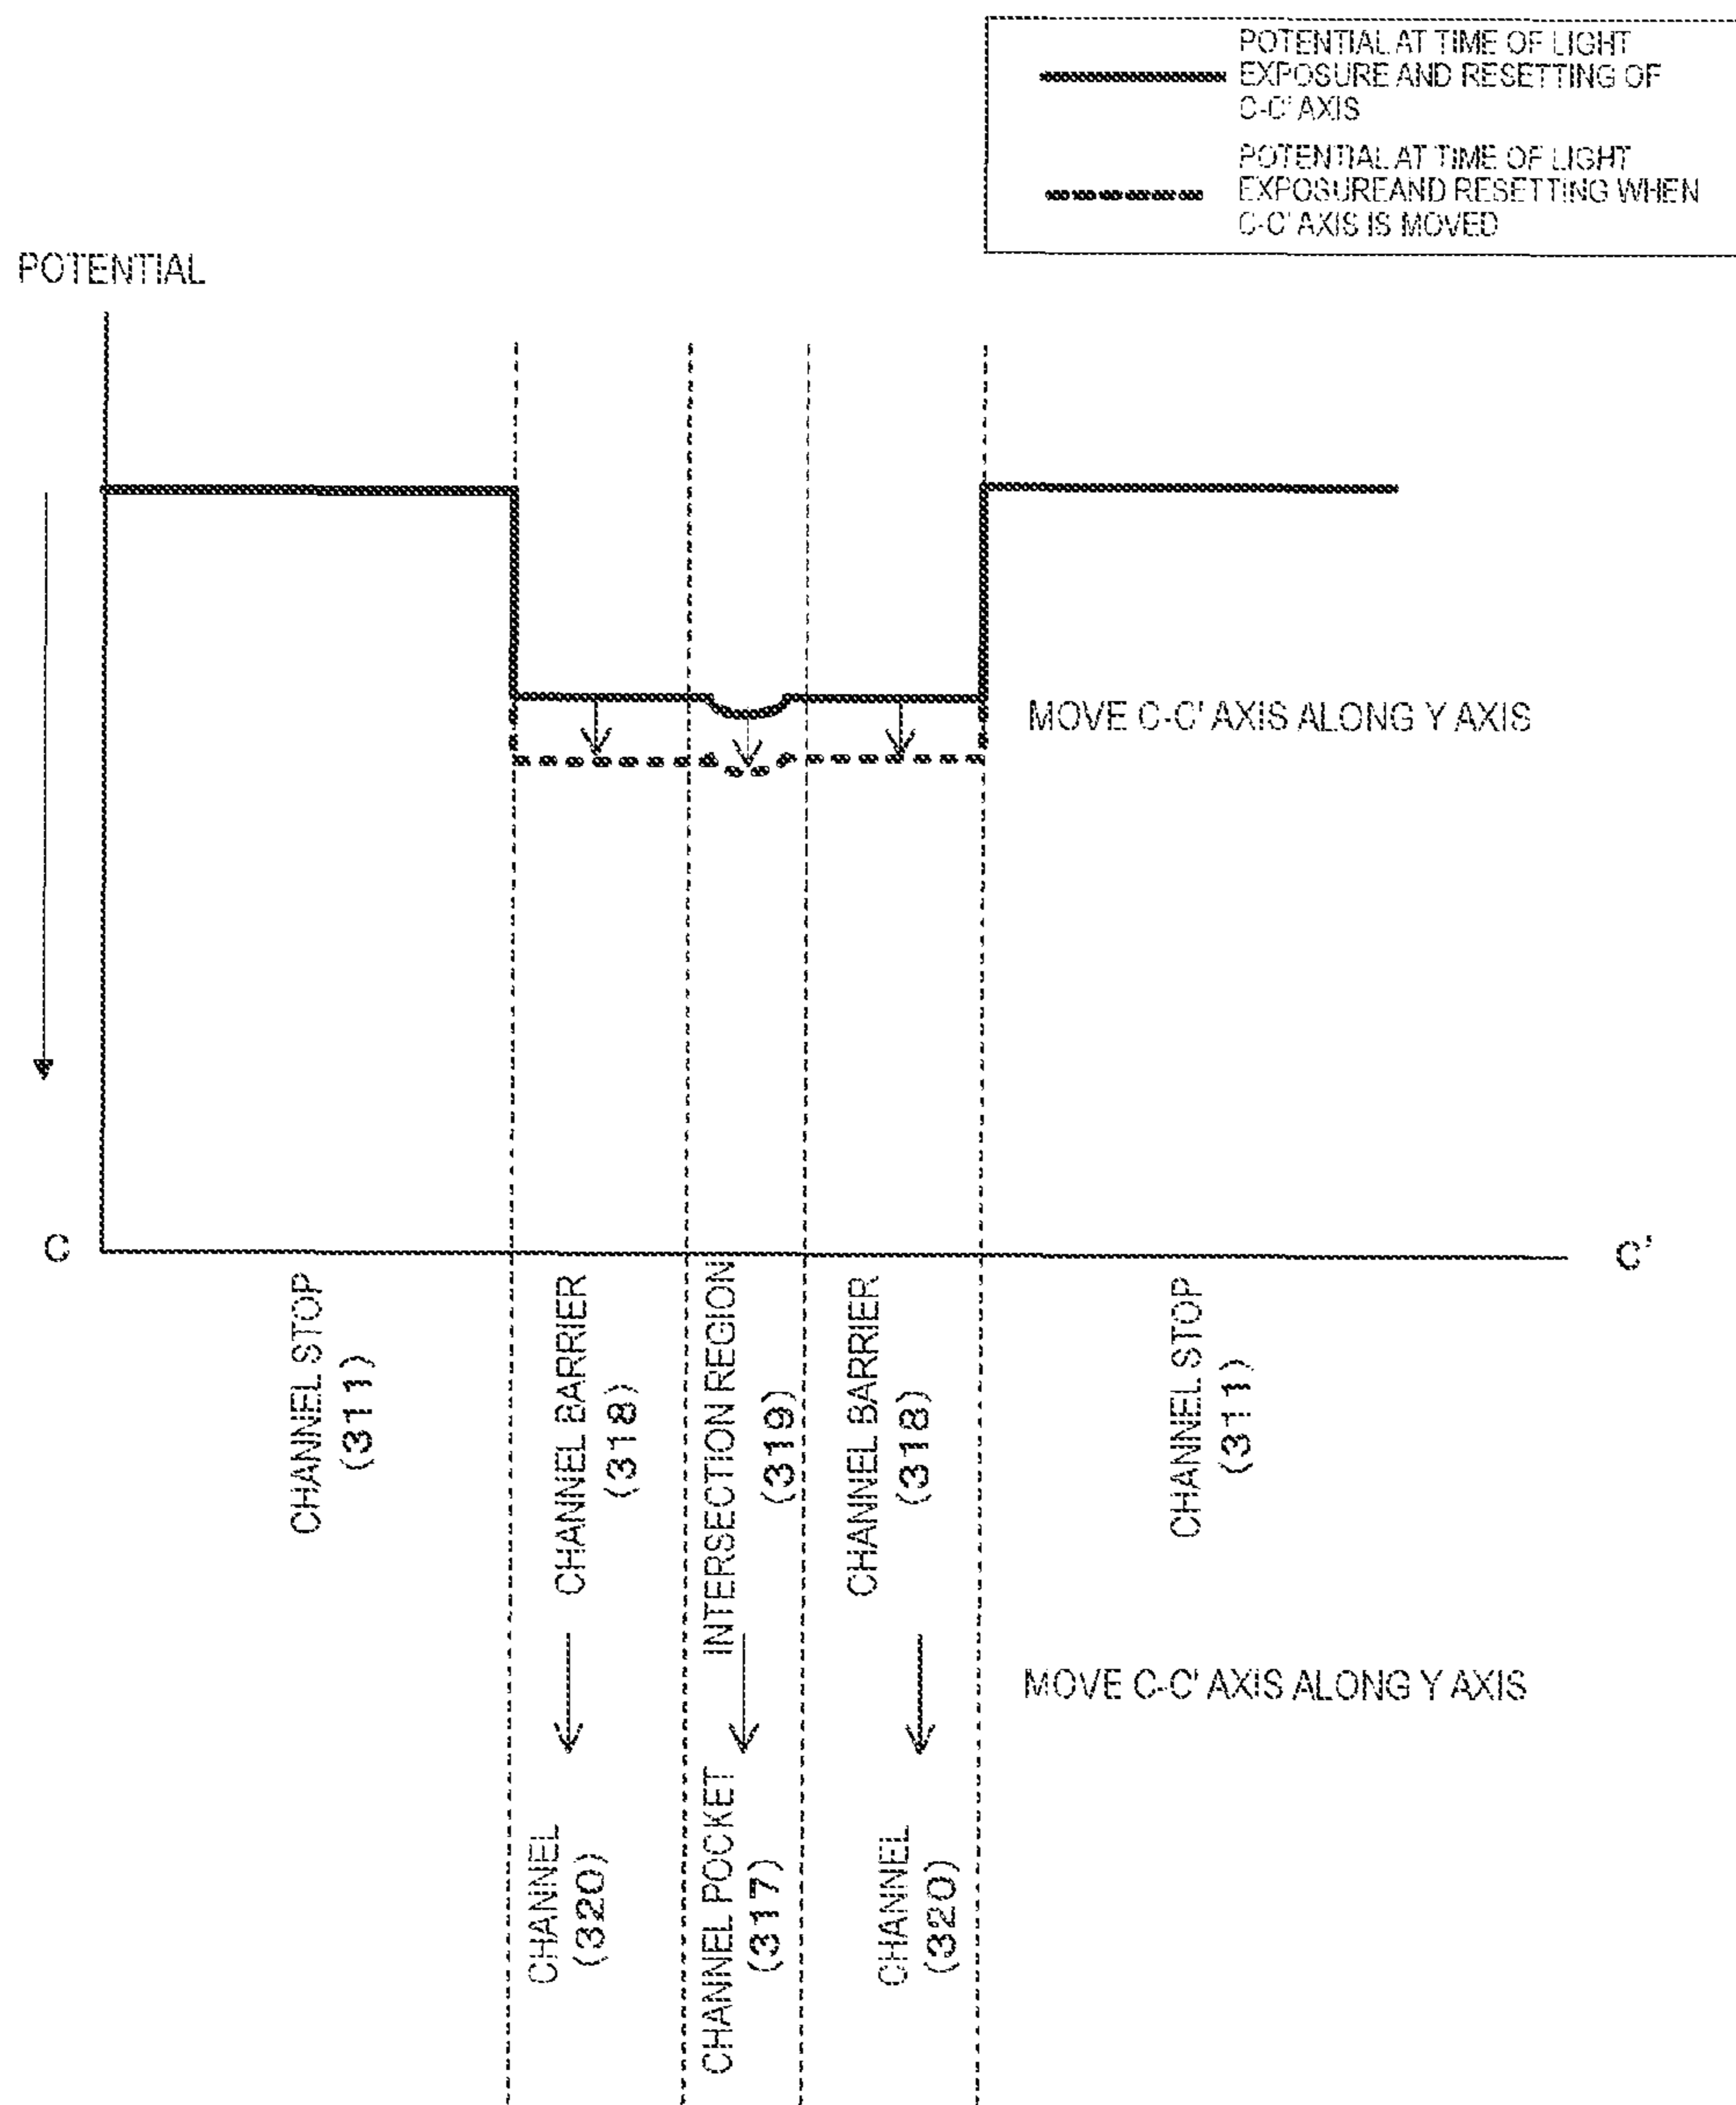 POTENTIAL AT TIME OF LIGHT
EXPOSURE AND RESETTING OF
C-C' AXIS
POTENTIAL AT TIME OF LIGHT
EXPOSUREAND RESETTING WHEN
C-C' AXIS IS MOVED
POTENTIAL
MOVE C-C' AXIS ALONG Y AXIS
C
C'
CHANNEL STOP
(311)
CHANNEL BARRIER
(318)
INTERSECTION REGION
(319)
CHANNEL BARRIER
(318)
CHANNEL STOP
(311)
MOVE C-C' AXIS ALONG Y AXIS
CHANNEL
(320)
CHANNEL POCKET
(317)
CHANNEL
(320)